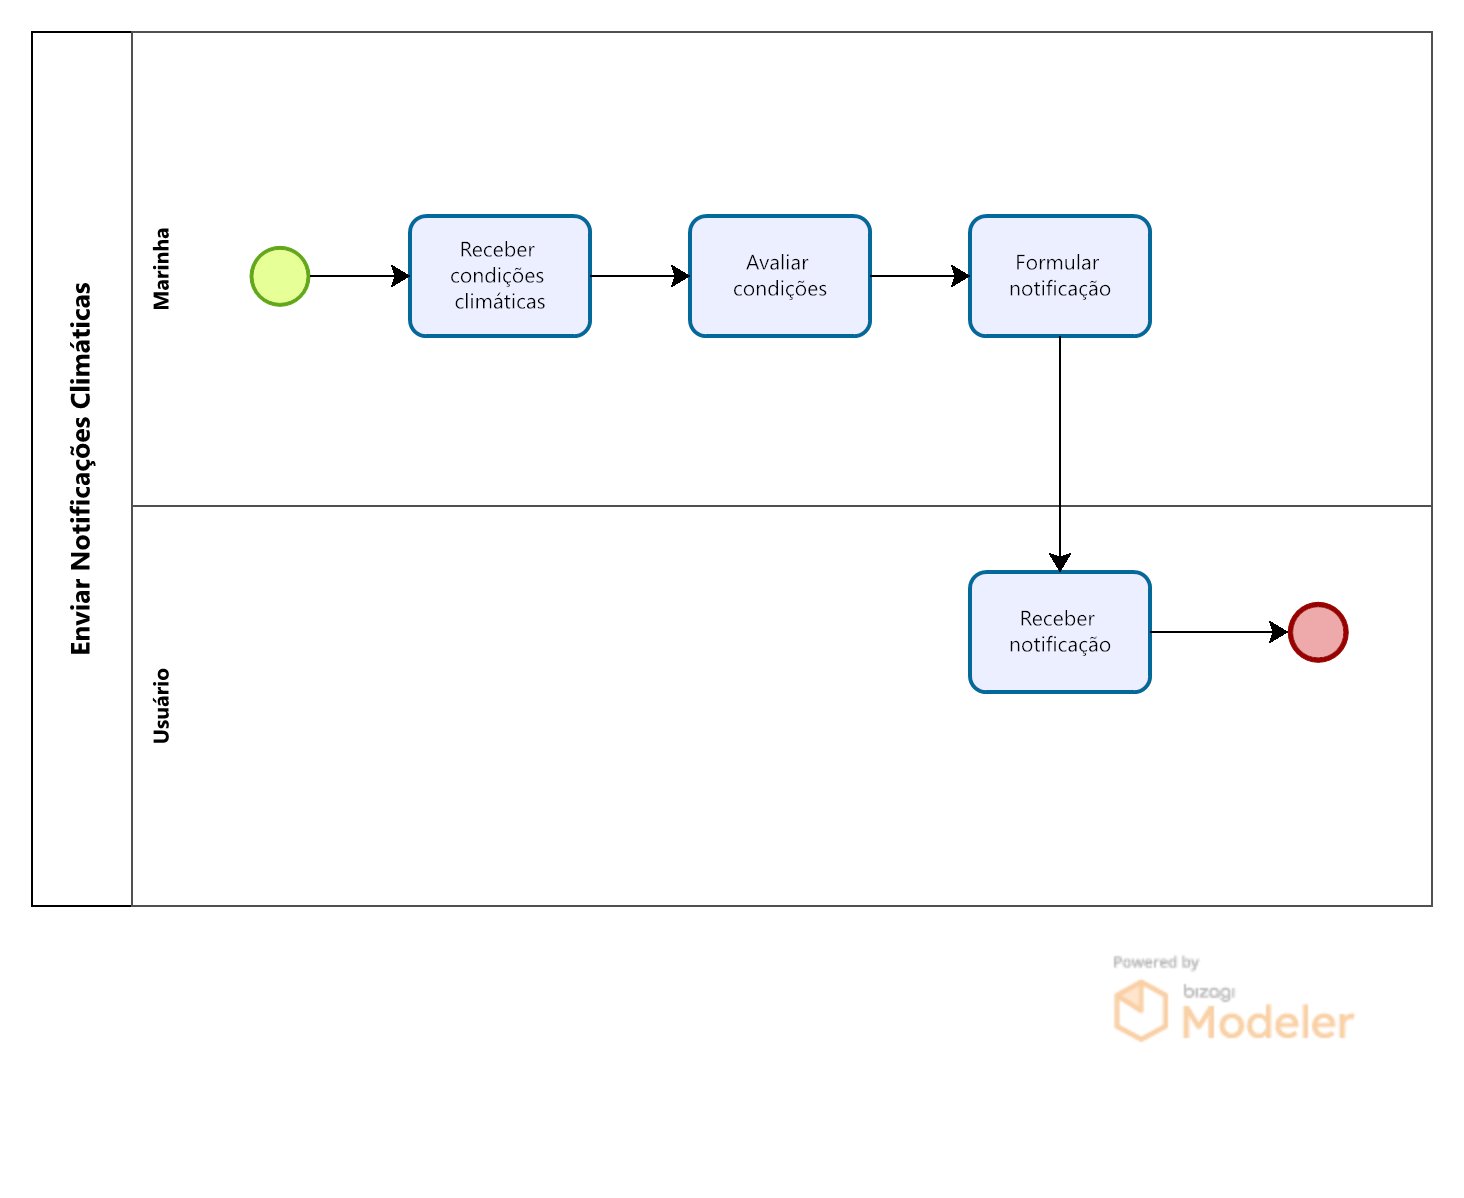 Enviar Notificações Climáticas
Marinha
Receber
condições
climáticas
Avaliar
condições
Formular
notificação
Usuário
Receber
notificação
Powered by
bizagi
Modeler